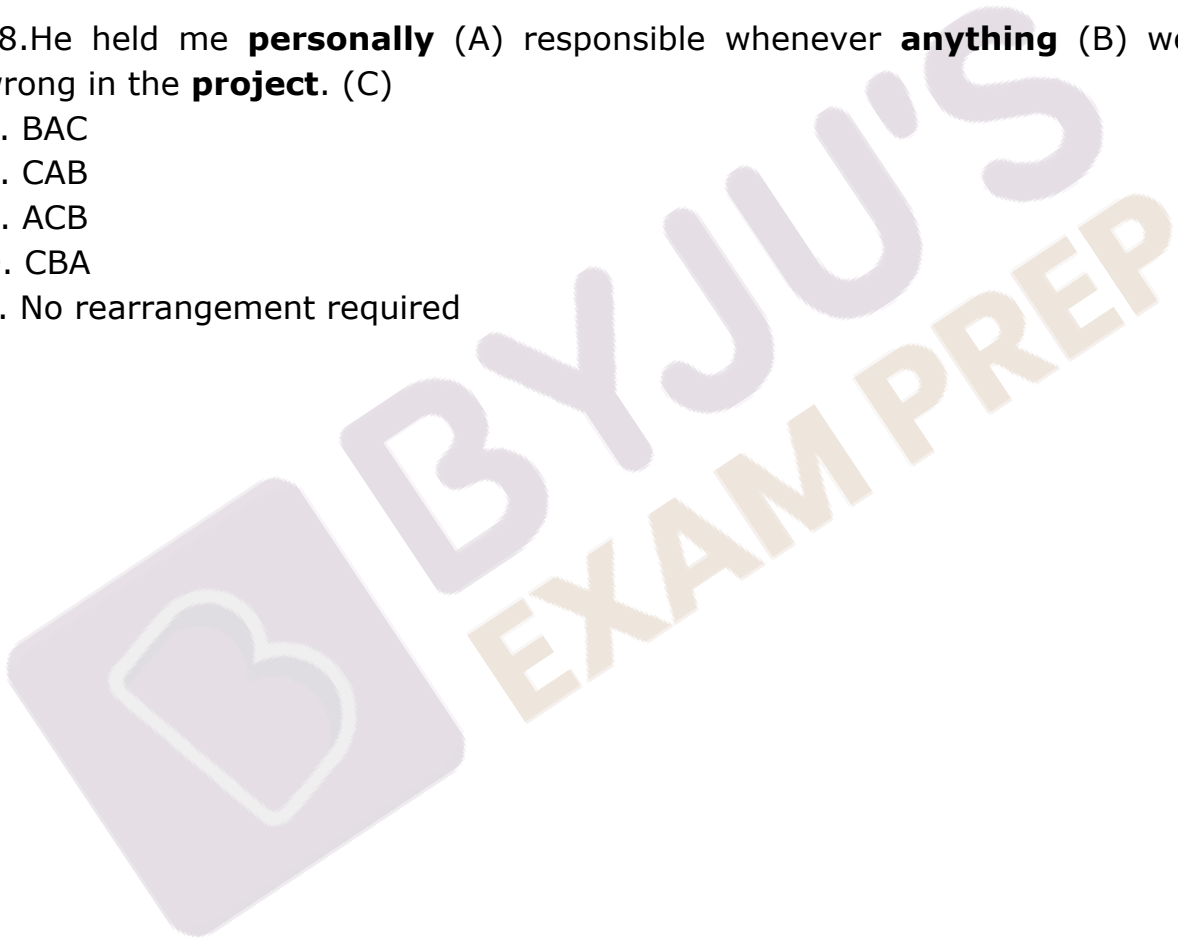 8.He held me personally (A) responsible whenever anything (B) we
wrong in the project. (C)
. BAC
. CAB
. ACB
. CBA
. No rearrangement required
BYJU'S
EXAM PREP